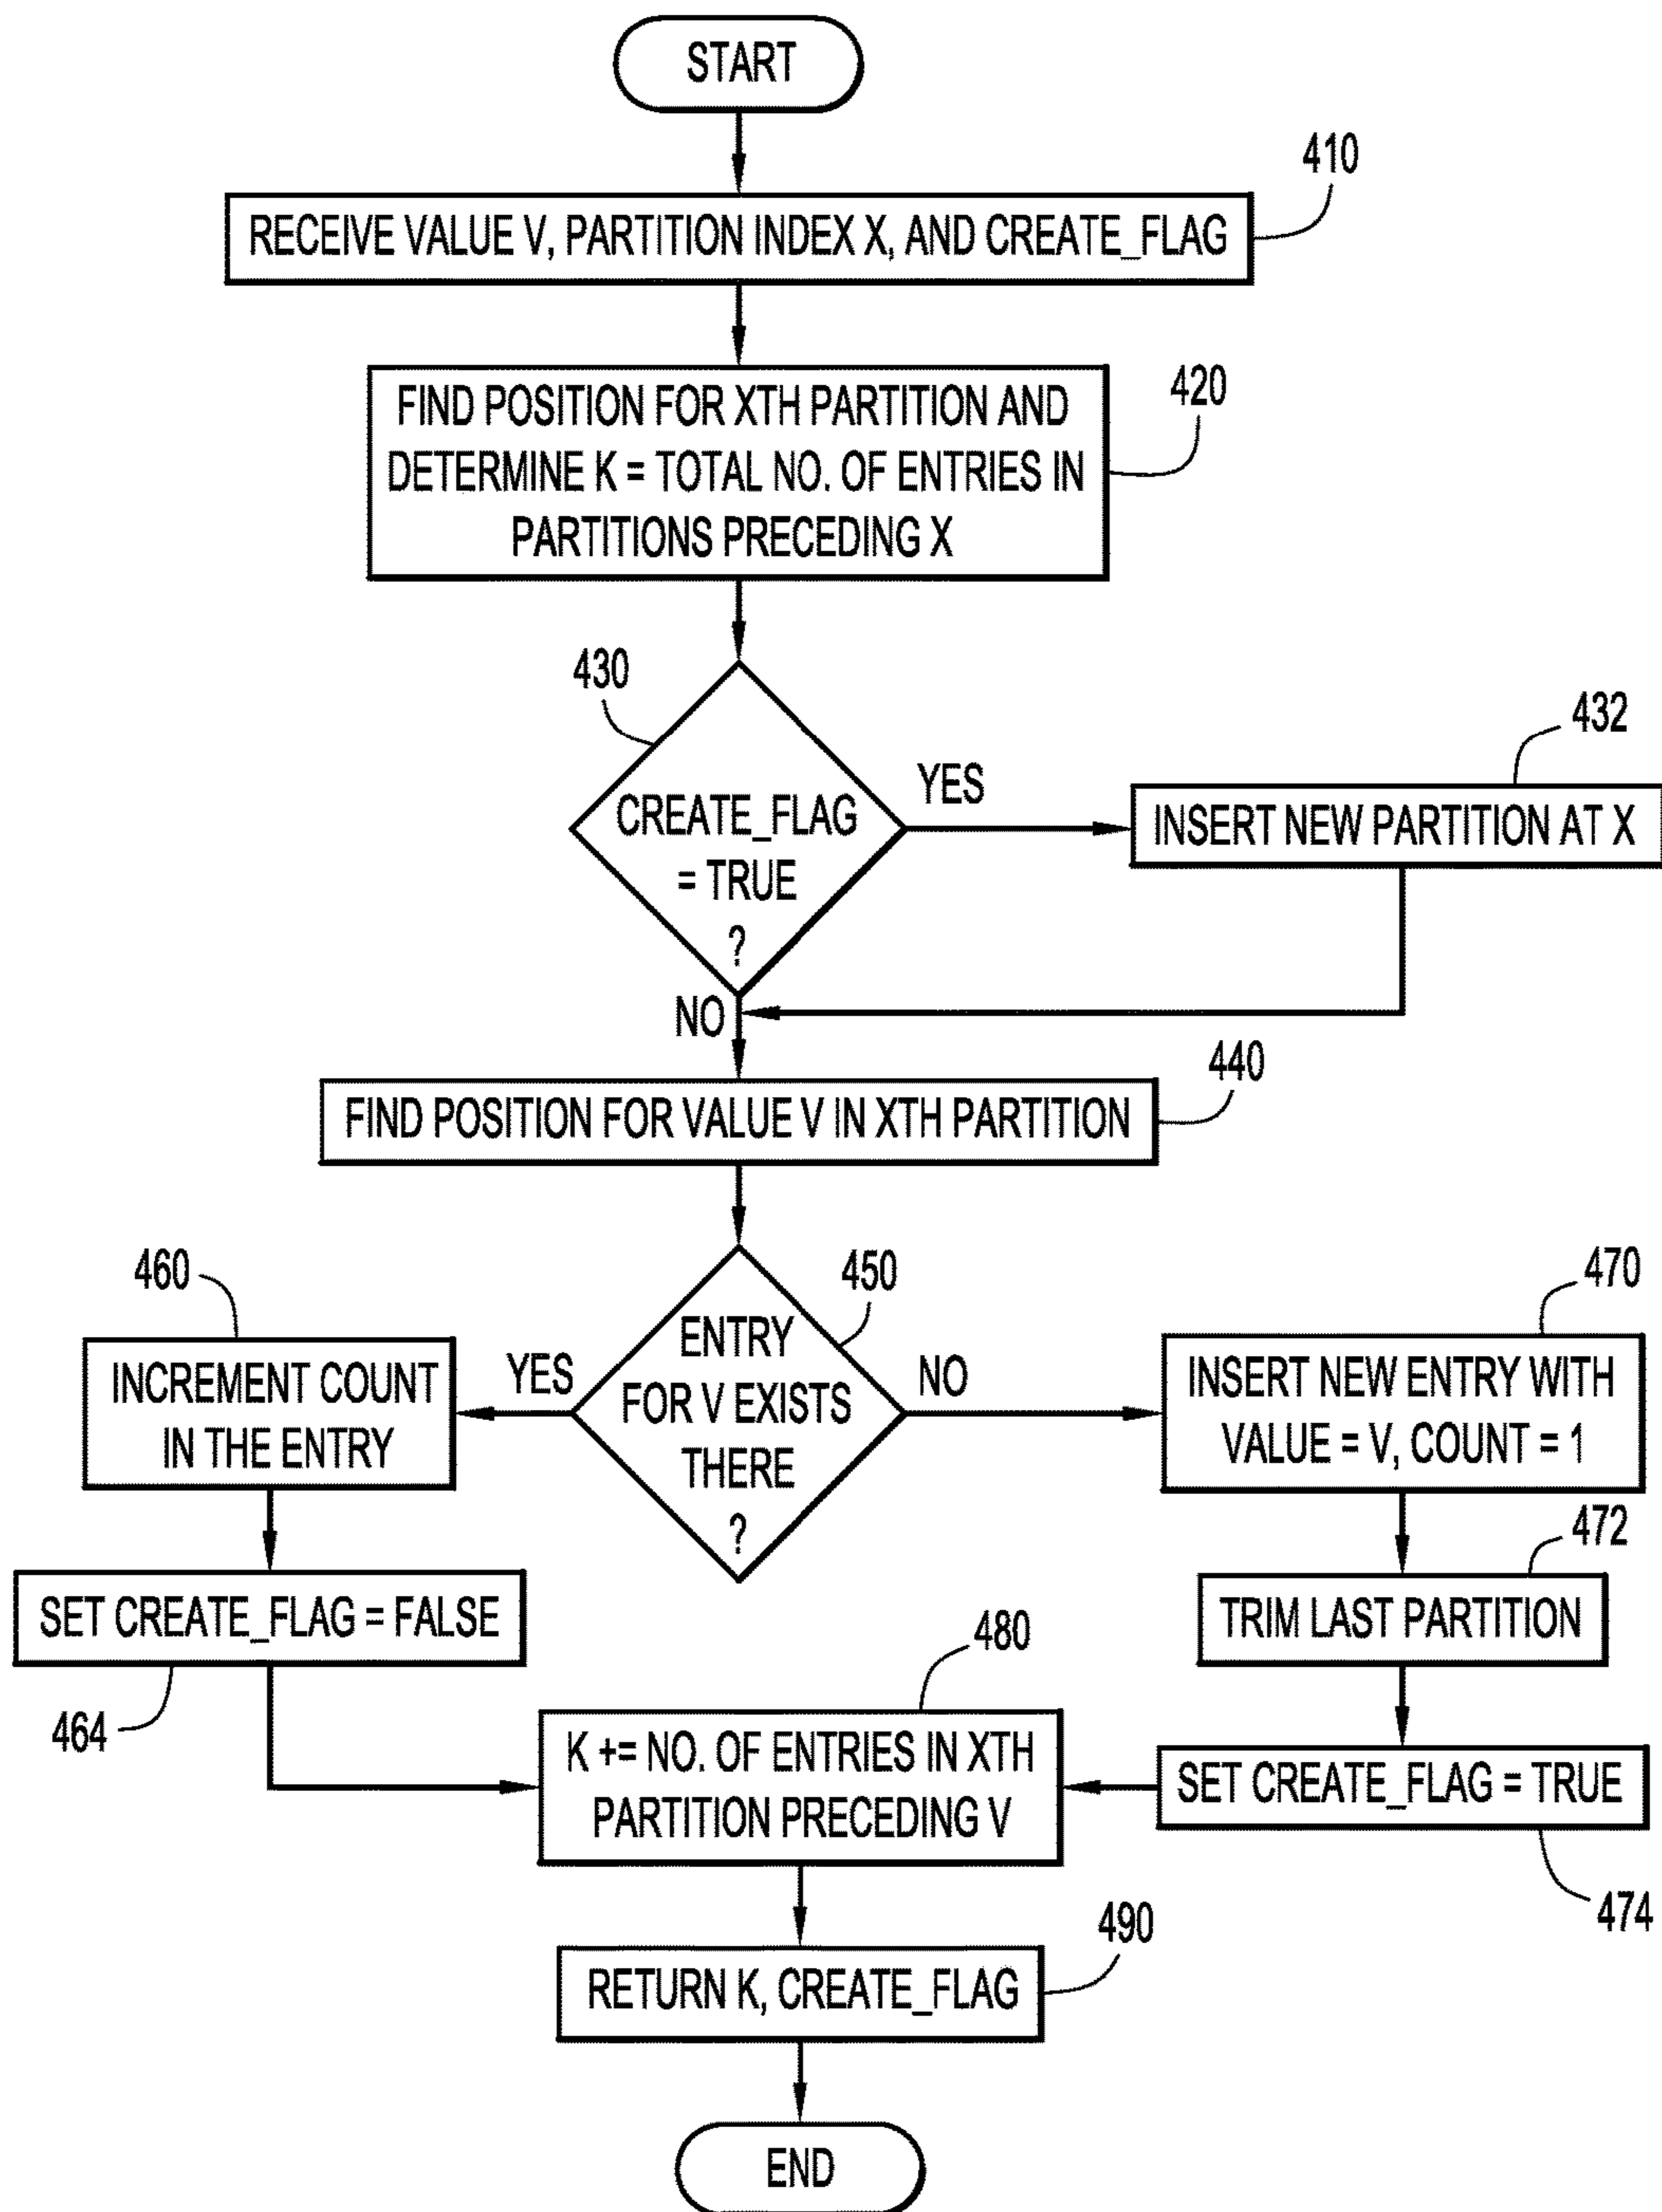 START
410
RECEIVE VALUE V, PARTITION INDEX X, AND CREATE_FLAG
420
FIND POSITION FOR XTH PARTITION AND
DETERMINE K = TOTAL NO. OF ENTRIES IN
PARTITIONS PRECEDING X
430
CREATE_FLAG
= TRUE
?
YES
432
INSERT NEW PARTITION AT X
NO
440
FIND POSITION FOR VALUE V IN XTH PARTITION
450
ENTRY
FOR V EXISTS
THERE
?
YES
460
INCREMENT COUNT
IN THE ENTRY
SET CREATE_FLAG = FALSE
464
NO
470
INSERT NEW ENTRY WITH
VALUE = V, COUNT = 1
472
TRIM LAST PARTITION
SET CREATE_FLAG = TRUE
474
480
K += NO. OF ENTRIES IN XTH
PARTITION PRECEDING V
490
RETURN K, CREATE_FLAG
END